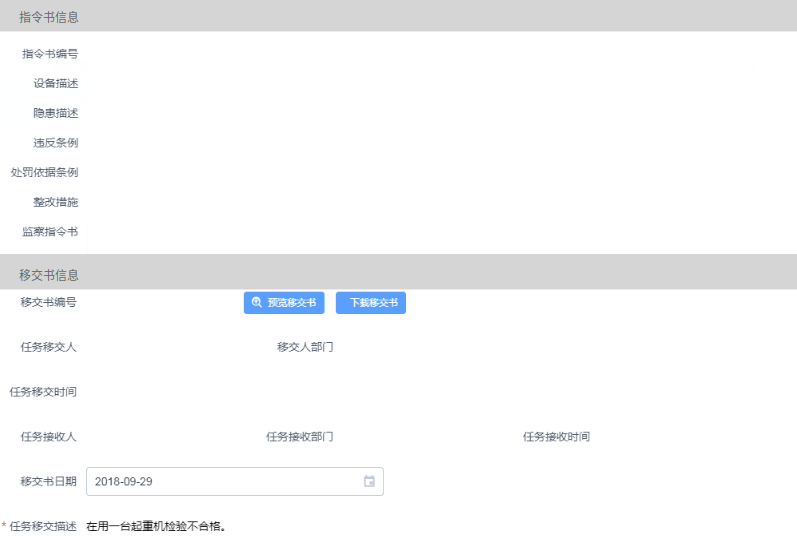 指令书信息
指令书编号
设备描述
隐患描述
违反条例
处罚依据条例
整改措施
监察指令书
移交书信息
移交书编号 预览移交书 下载移交书
任务移交人 移交人部门
任务移交时间
任务接收人 任务接收部门 任务接收时间
移交书日期 2018-09-29
* 任务移交描述 在用一台起重机检验不合格。